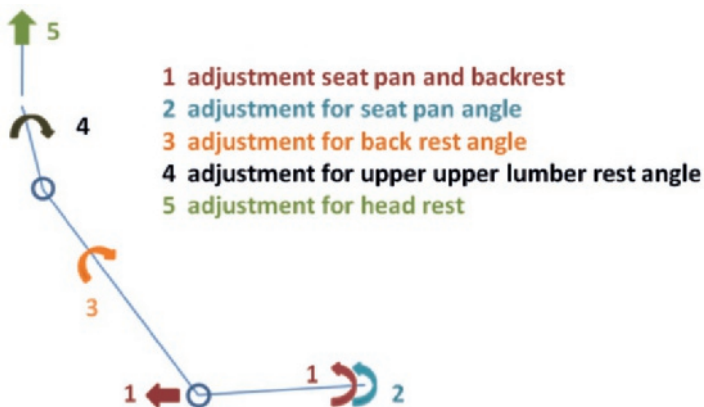 5
1 adjustment seat pan and backrest
2 adjustment for seat pan angle
4
3 adjustment for back rest angle
4 adjustment for upper upper lumber rest angle
5 adjustment for head rest
3
1
1
2